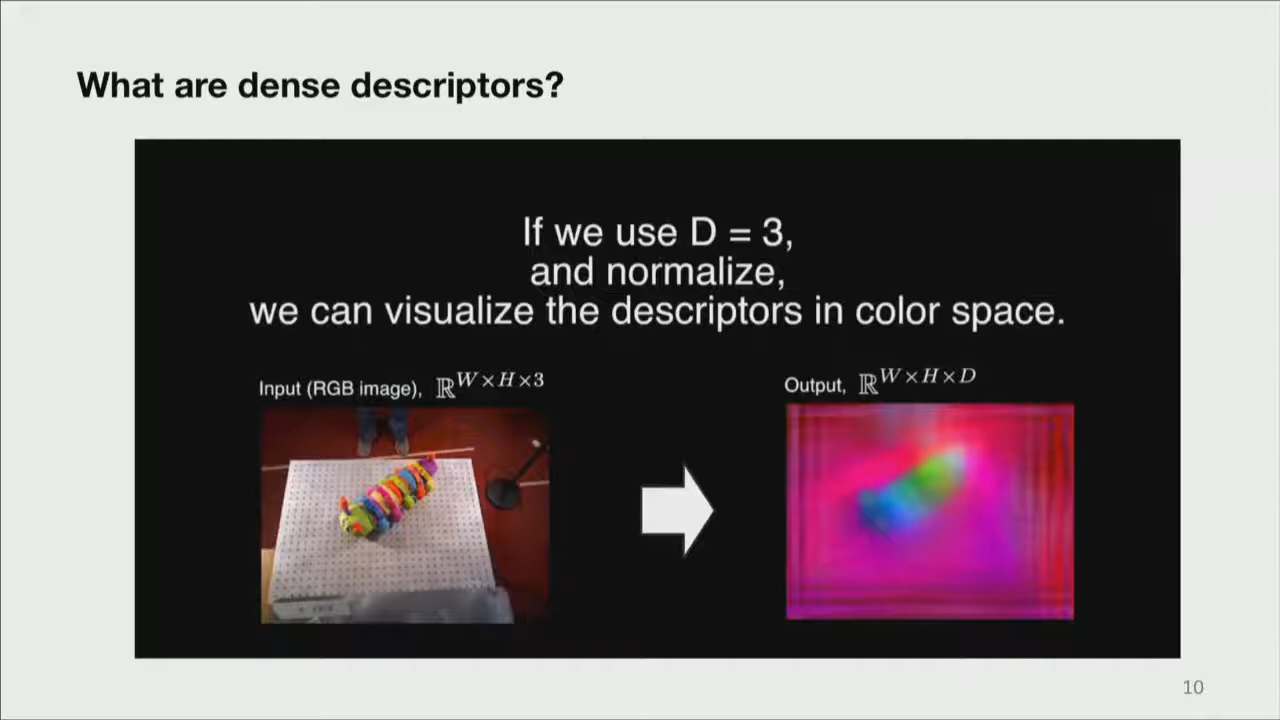 What are dense descriptors?
If we use D = 3,
and normalize,
we can visualize the descriptors in color space.
Input (RGB image), ℝ^{W×H×3}
Output, ℝ^{W×H×D}
10